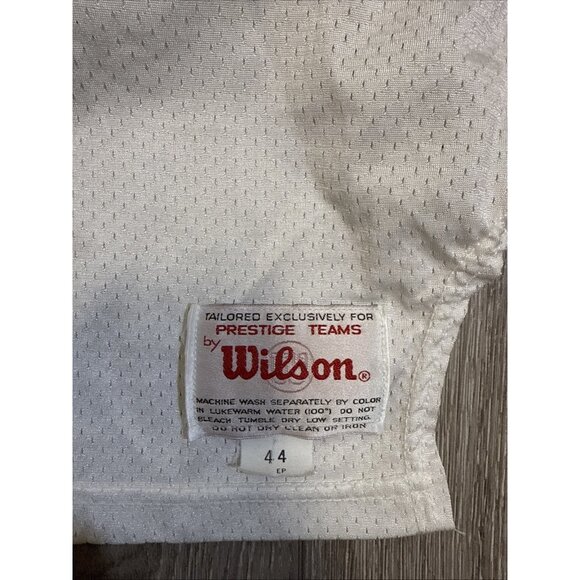 TAILORED EXCLUSIVELY FOR
PRESTIGE TEAMS
by
Wilson®
MACHINE WASH SEPARATELY BY COLOR
IN LUKEWARM WATER (100°) DO NOT
BLEACH TUMBLE DRY LOW SETTING.
DO NOT DRY CLEAN OR IRON
44
EP